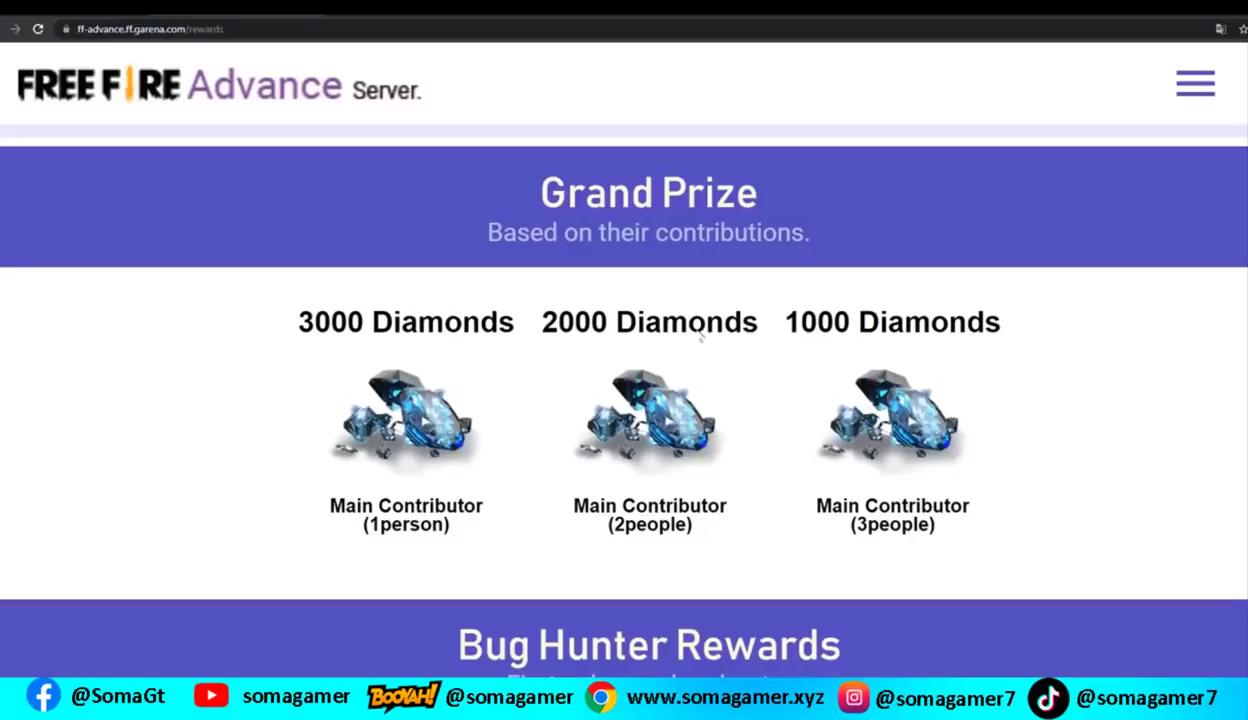 ff-advance.ff.garena.com/rewards
FREE FIRE Advance Server.
Grand Prize
Based on their contributions.
3000 Diamonds 2000 Diamonds 1000 Diamonds
Main Contributor Main Contributor Main Contributor
(1person) (2people) (3people)
Bug Hunter Rewards
@SomaGt somagamer BOOYAH! @somagamer www.somagamer.xyz @somagamer7 @somagamer7